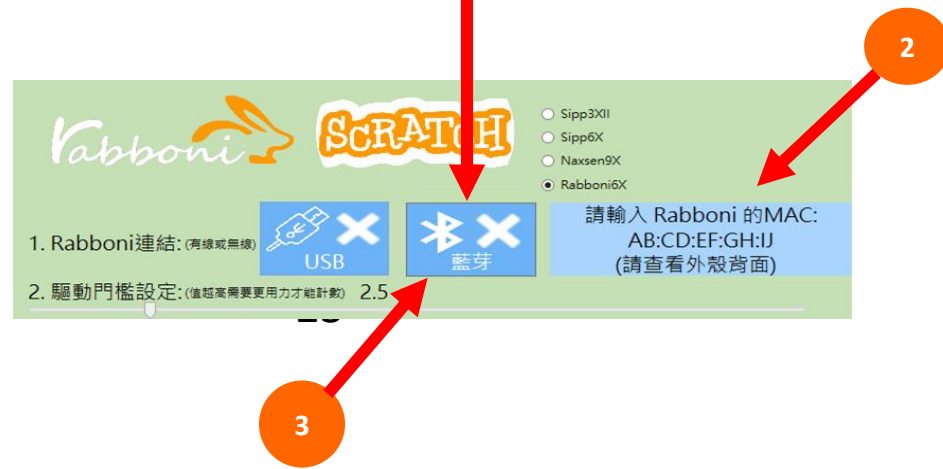 2
rabboni
SCRATCH
Sipp3XII
Sipp6X
Naxsen9X
Rabboni6X
1. Rabboni連結:(有線或無線)
USB
藍芽
請輸入 Rabboni 的MAC:
AB:CD:EF:GH:IJ
(請查看外殼背面)
2. 驅動門檻設定:(值越高需要更用力才能計數) 2.5
3